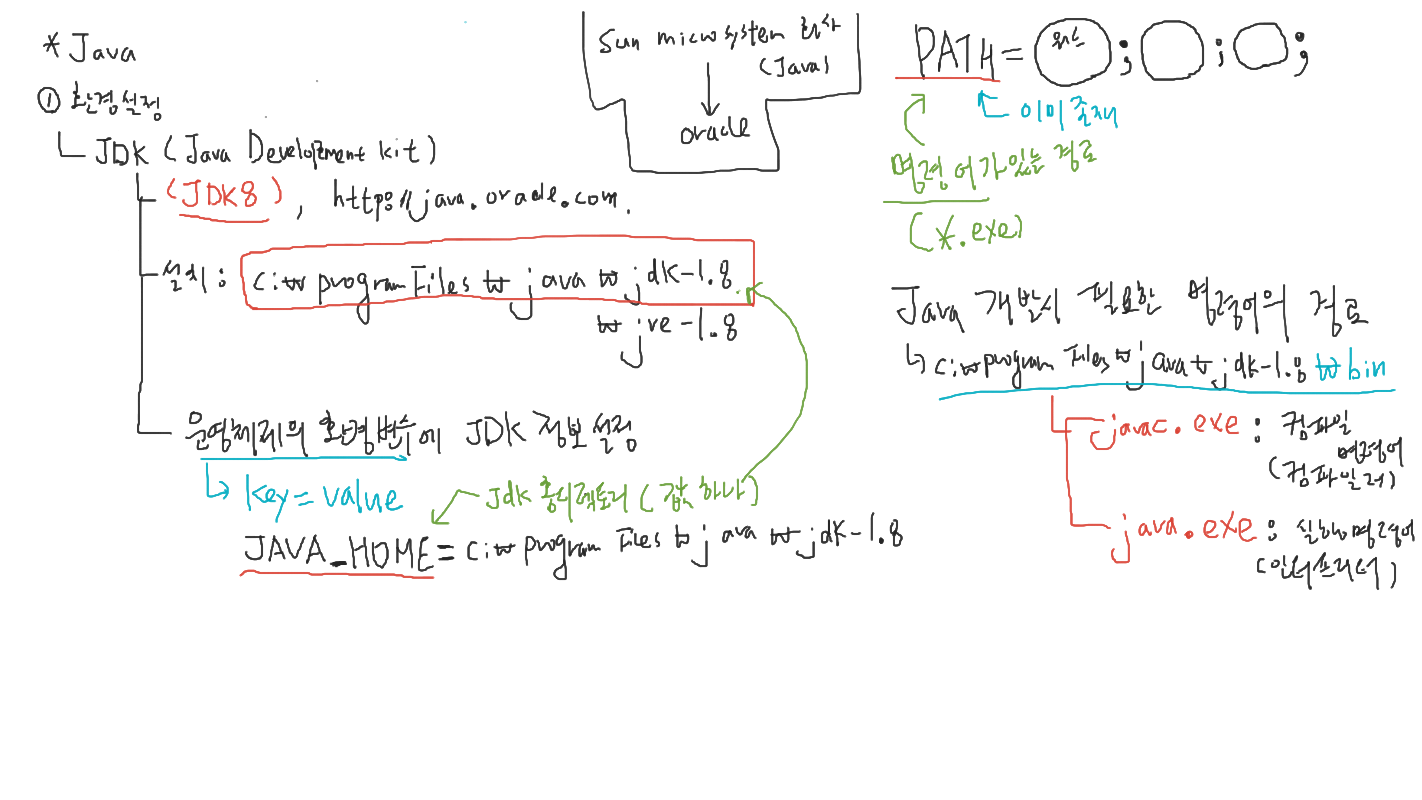 * Java
① 환경설정
JDK (Java Development kit)
(JDK8), http://java.oracle.com.
설치: C:₩program Files ₩ java ₩ jdk-1.8
₩ jre-1.8
운영체제의 환경변수에 JDK 정보설정
key = value
Jdk 홈디렉토리 (값 하나)
JAVA_HOME = C:₩program Files ₩ java ₩ jdk-1.8
Sun microsystem 회사
(Java)
oracle
PATH = 윈도 ; ; ;
이미 존재
명령어가있는 경로
(*.exe)
Java 개발시 필요한 명령어의 경로
C:₩program Files ₩ java ₩ jdk-1.8 ₩ bin
javac.exe : 컴파일
명령어
(컴파일러)
java.exe : 실행명령어
(인터프리터)